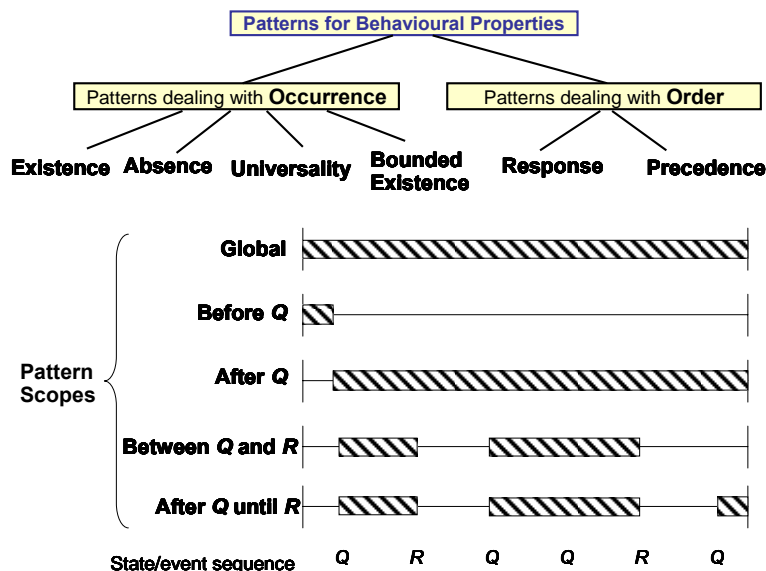 Patterns for Behavioural Properties
Patterns dealing with Occurrence
Patterns dealing with Order
Existence
Absence
Universality
Bounded
Existence
Response
Precedence
Pattern
Scopes
Global
Before Q
After Q
Between Q and R
After Q until R
State/event sequence Q R Q Q R Q